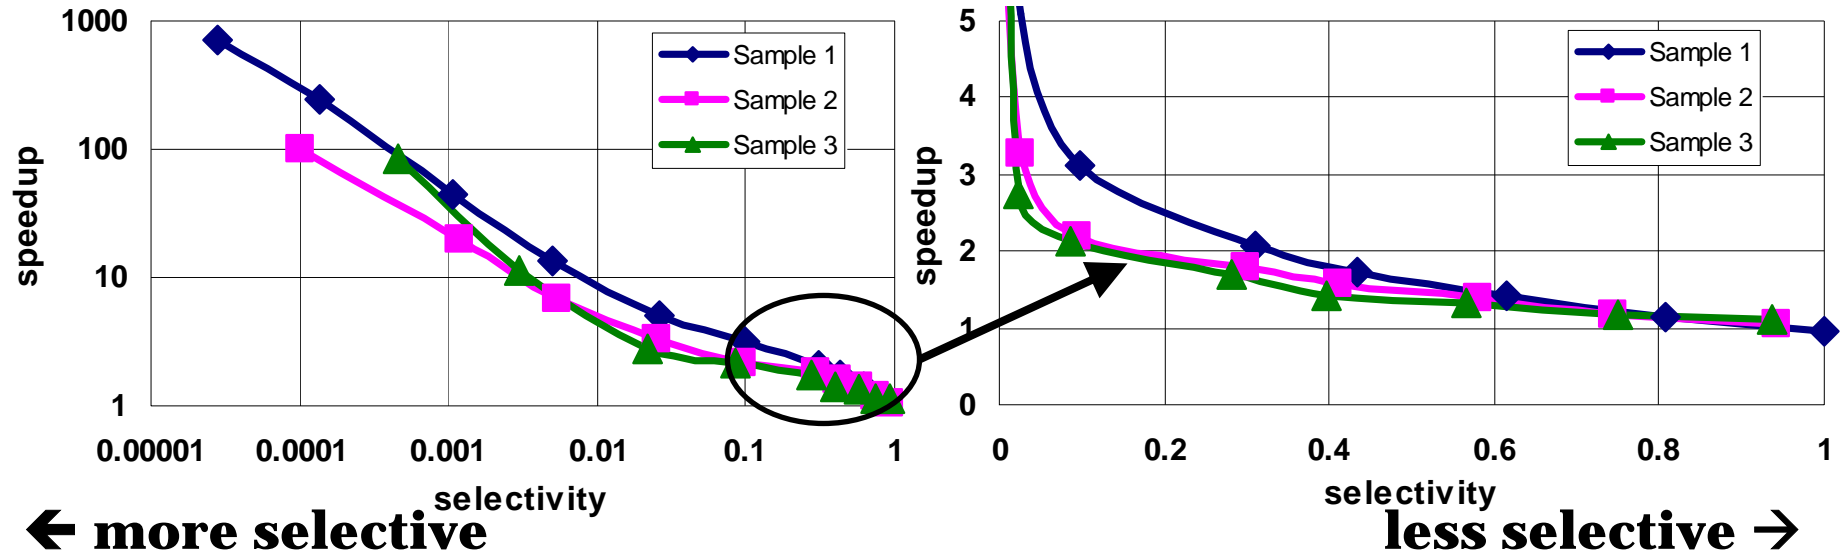 1000
100
10
1
speedup
Sample 1
Sample 2
Sample 3
0.00001 0.0001 0.001 0.01 0.1 1
selectivity
← more selective
5
4
3
2
1
0
speedup
Sample 1
Sample 2
Sample 3
0 0.2 0.4 0.6 0.8 1
selectivity
less selective →